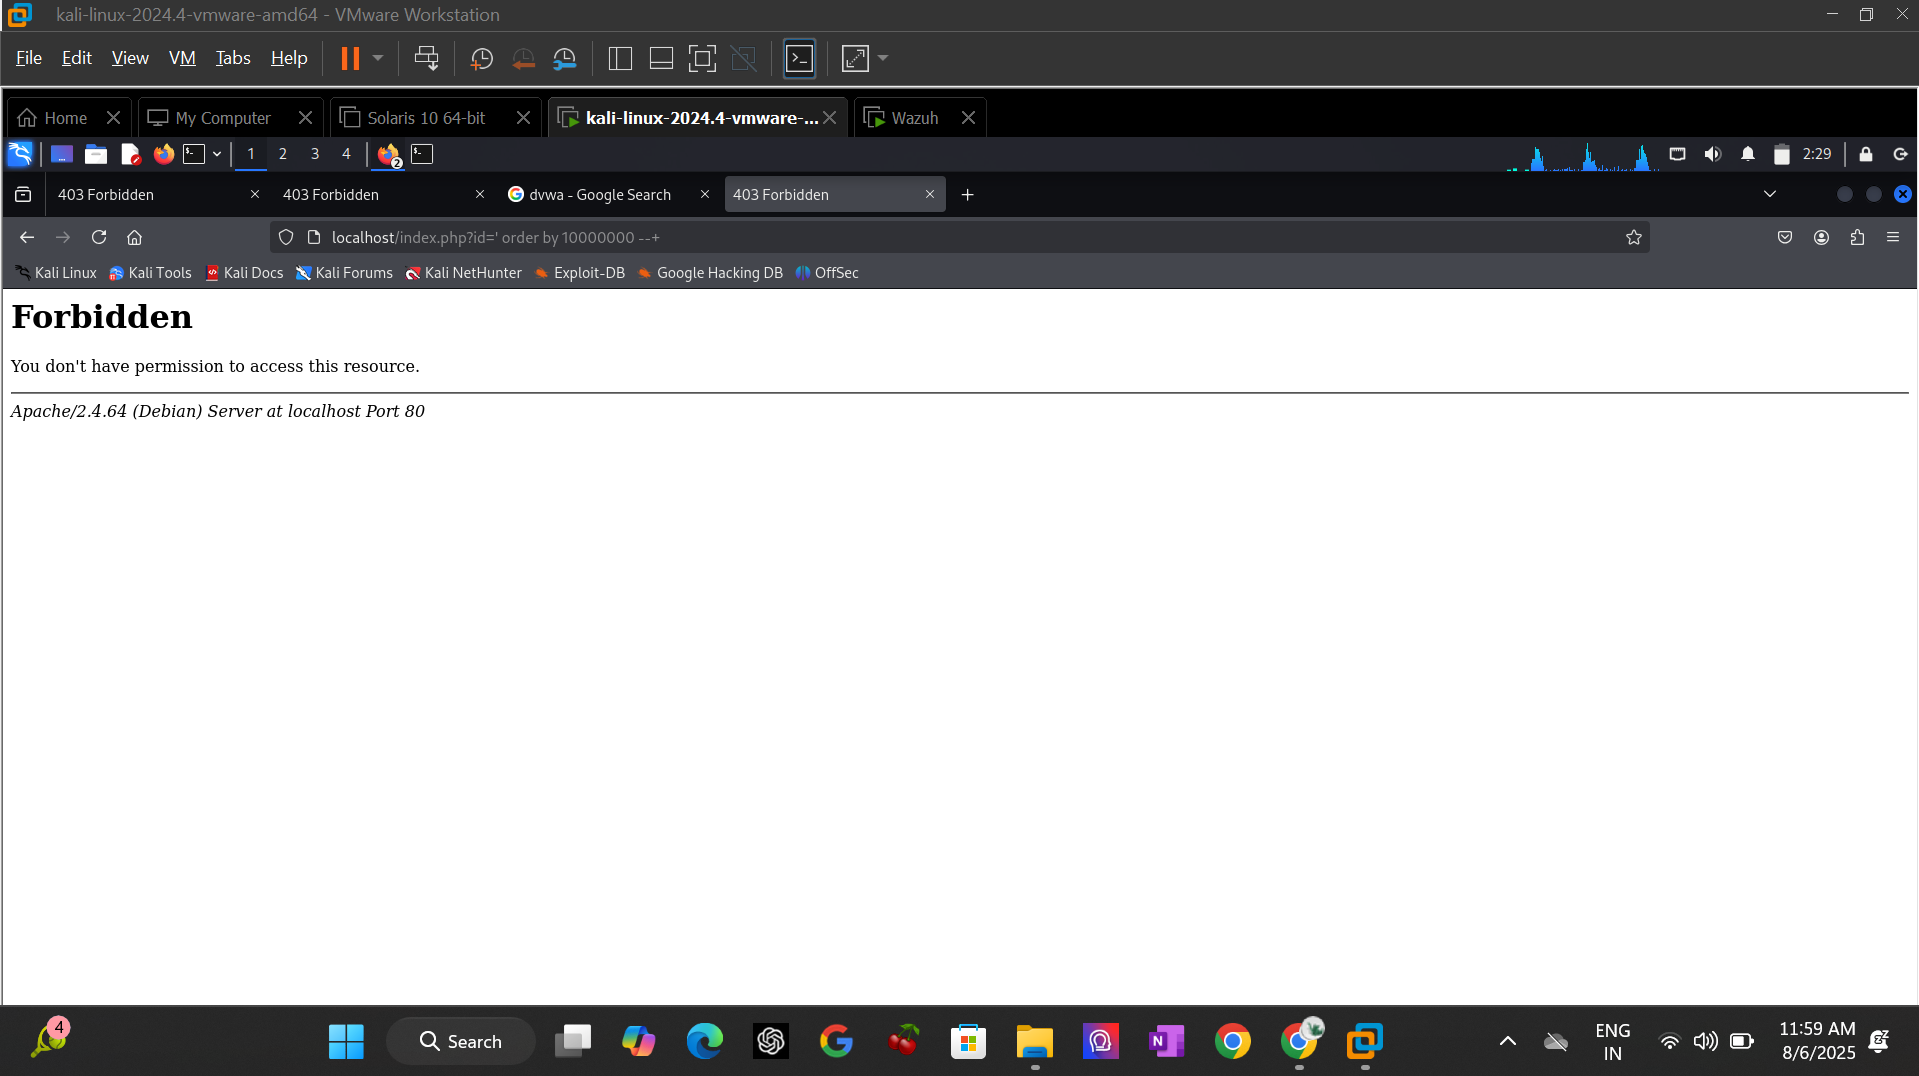 kali-linux-2024.4-vmware-amd64 - VMware Workstation
File Edit View VM Tabs Help
Home My Computer Solaris 10 64-bit kali-linux-2024.4-vmware-... Wazuh
1 2 3 4 2 2:29
403 Forbidden 403 Forbidden dvwa - Google Search 403 Forbidden
localhost/index.php?id=' order by 10000000 --+
Kali Linux Kali Tools Kali Docs Kali Forums Kali NetHunter Exploit-DB Google Hacking DB OffSec
Forbidden
You don't have permission to access this resource.
Apache/2.4.64 (Debian) Server at localhost Port 80
4 Search ENG 11:59 AM
IN 8/6/2025